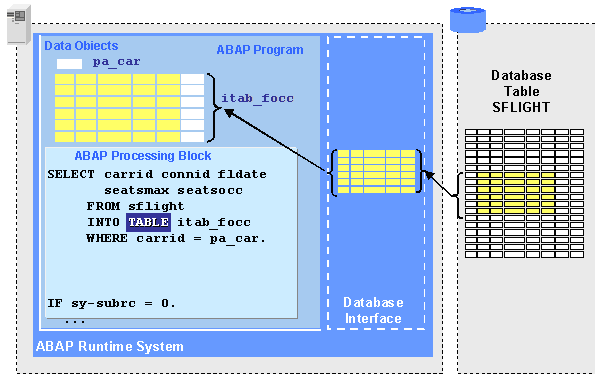 Data Objects
ABAP Program
pa_car
itab_focc
ABAP Processing Block
SELECT carrid connid fldate
seatsmax seatsocc
FROM sflight
INTO TABLE itab_focc
WHERE carrid = pa_car.
IF sy-subrc = 0.
...
ABAP Runtime System
Database
Interface
Database
Table
SFLIGHT